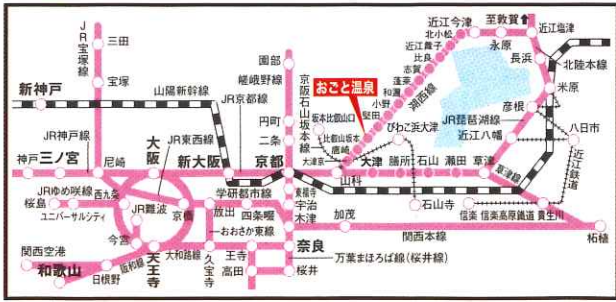 JR宝塚線
三田
宝塚
新神戸
山陽新幹線
JR神戸線
神戸
三ノ宮
尼崎
大阪
JR東西線
新大阪
JR京都線
園部
嵯峨野線
円町
二条
京都
京阪石山坂本線
おごと温泉
坂本比叡山口
比叡山坂本
唐崎
大津京
山科
大津
膳所
石山
瀬田
草津
びわこ浜大津
堅田
小野
和邇
蓬莱
志賀
比良
近江舞子
北小松
湖西線
近江今津
至敦賀
永原
近江塩津
長浜
北陸本線
米原
彦根
JR琵琶湖線
近江八幡
八日市
近江鉄道
草津線
石山寺
信楽
信楽高原鐵道
貴生川
柘植
JRゆめ咲線
西九条
桜島
ユニバーサルシティ
JR難波
今宮
京橋
放出
学研都市線
四条畷
おおさか東線
東福寺
宇治
木津
加茂
関西本線
関西空港
和歌山
日根野
阪和線
天王寺
大和路線
久宝寺
王寺
高田
奈良
桜井
万葉まほろば線(桜井線)